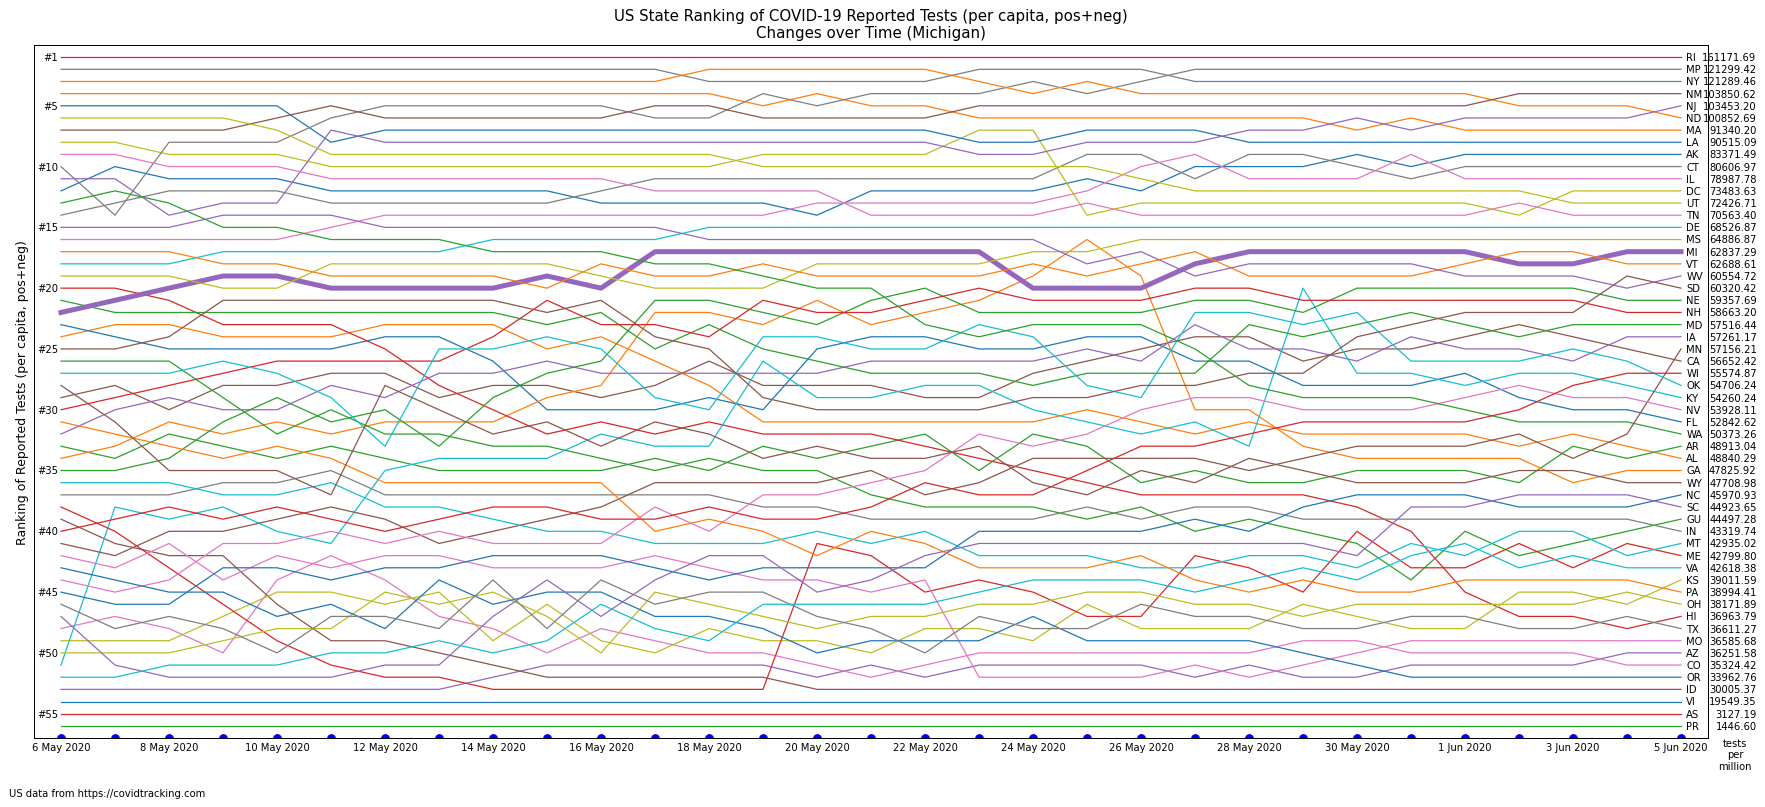 US State Ranking of COVID-19 Reported Tests (per capita, pos+neg)
Changes over Time (Michigan)
Ranking of Reported Tests (per capita, pos+neg)
#1
#5
#10
#15
#20
#25
#30
#35
#40
#45
#50
#55
RI 161171.69
MP 121299.42
NY 121289.46
NM 103850.62
NJ 103453.20
ND 100852.69
MA 91340.20
LA 90515.09
AK 83371.49
CT 80606.97
IL 78987.78
DC 73483.63
UT 72426.71
TN 70563.40
DE 68526.87
MS 64886.87
MI 62837.29
VT 62688.61
WV 60554.72
SD 60320.42
NE 59357.69
NH 58663.20
MD 57516.44
IA 57261.17
MN 57156.21
CA 56652.42
WI 55574.87
OK 54706.24
KY 54260.24
NV 53928.11
FL 52842.62
WA 50373.26
AR 48913.04
AL 48840.29
GA 47825.92
WY 47708.98
NC 45970.93
SC 44923.65
GU 44497.28
IN 43319.74
MT 42935.02
ME 42799.80
VA 42618.38
KS 39011.59
PA 38994.41
OH 38171.89
HI 36963.79
TX 36611.27
MO 36585.68
AZ 36251.58
CO 35324.42
OR 33962.76
ID 30005.37
VI 19549.35
AS 3127.19
PR 1446.60
6 May 2020
8 May 2020
10 May 2020
12 May 2020
14 May 2020
16 May 2020
18 May 2020
20 May 2020
22 May 2020
24 May 2020
26 May 2020
28 May 2020
30 May 2020
1 Jun 2020
3 Jun 2020
5 Jun 2020
tests
per
million
US data from https://covidtracking.com